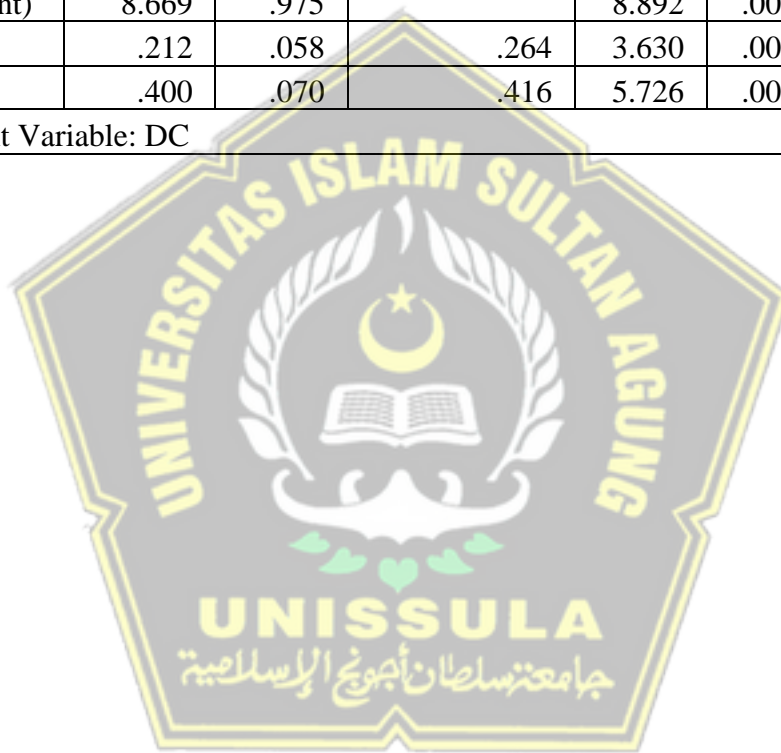 nt) 8.669 .975 8.892 .00
.212 .058 .264 3.630 .00
.400 .070 .416 5.726 .00
t Variable: DC
UNIVERSITAS ISLAM SULTAN AGUNG
UNISSULA
جامعننسلطان أجونج الإسلامية